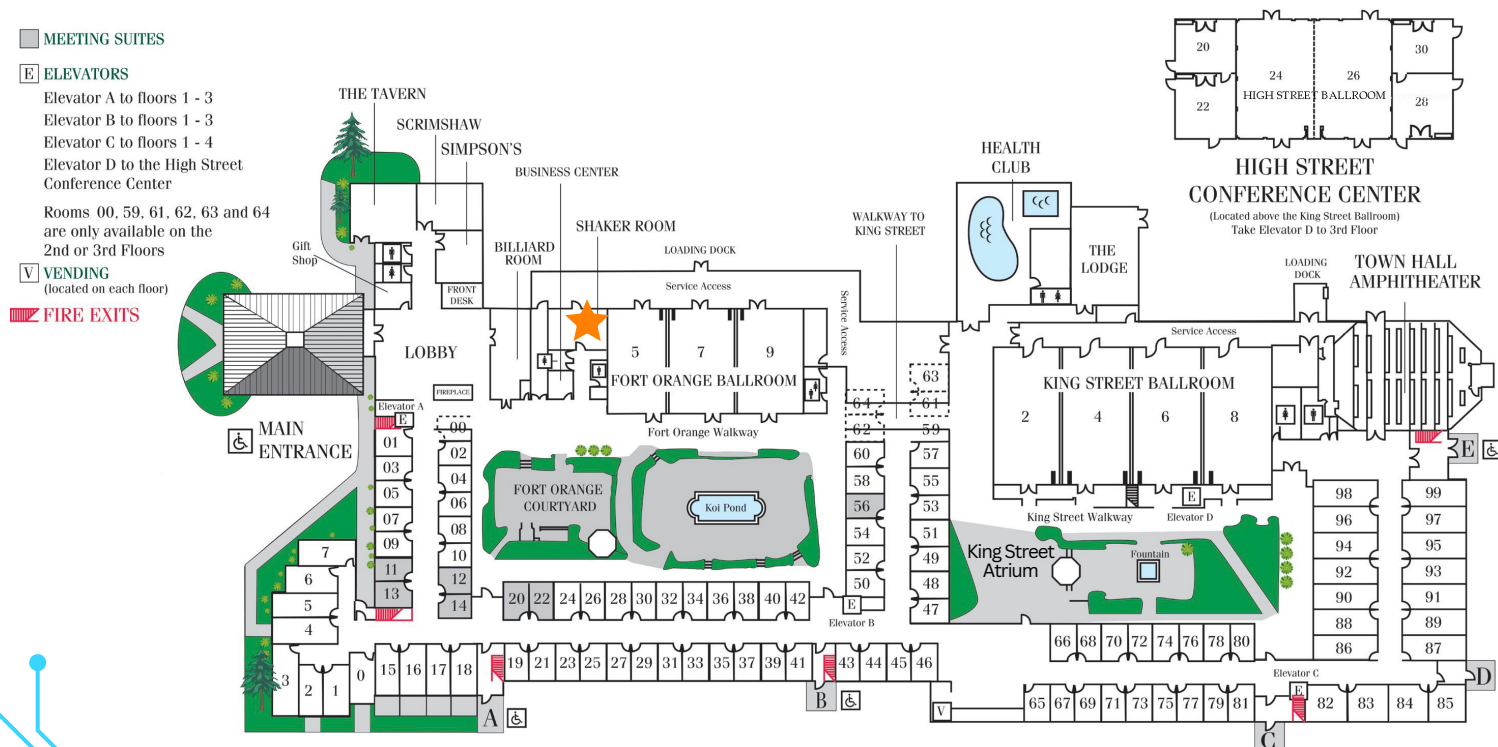 MEETING SUITES
E ELEVATORS
Elevator A to floors 1 - 3
Elevator B to floors 1 - 3
Elevator C to floors 1 - 4
Elevator D to the High Street
Conference Center
Rooms 00, 59, 61, 62, 63 and 64
are only available on the
2nd or 3rd Floors
V VENDING
(located on each floor)
FIRE EXITS
20
30
24
26
HIGH STREET BALLROOM
22
28
HIGH STREET
CONFERENCE CENTER
(Located above the King Street Ballroom)
Take Elevator D to 3rd Floor
THE TAVERN
SCRIMSHAW
SIMPSON'S
BUSINESS CENTER
SHAKER ROOM
BILLIARD
ROOM
LOADING DOCK
Service Access
WALKWAY TO
KING STREET
HEALTH
CLUB
THE
LODGE
LOADING
DOCK
TOWN HALL
AMPHITHEATER
Gift
Shop
FRONT
DESK
Service Access
Service Access
LOBBY
5
7
9
FORT ORANGE BALLROOM
FIREPLACE
KING STREET BALLROOM
2
4
6
8
63
64
61
62
59
Elevator A
E
MAIN
ENTRANCE
Fort Orange Walkway
00
01
02
03
04
05
06
07
08
09
10
11
12
13
14
FORT ORANGE
COURTYARD
Koi Pond
60
58
56
54
52
50
57
55
53
51
49
48
47
E
Elevator B
E
King Street Walkway
Elevator D
King Street
Atrium
Fountain
E
98
96
94
92
90
88
86
99
97
95
93
91
89
87
7
6
5
4
3
2
1
0
15
16
17
18
20
22
24
26
28
30
32
34
36
38
40
42
19
21
23
25
27
29
31
33
35
37
39
41
43
44
45
46
66
68
70
72
74
76
78
80
65
67
69
71
73
75
77
79
81
Elevator C
E
82
83
84
85
V
A
B
C
D